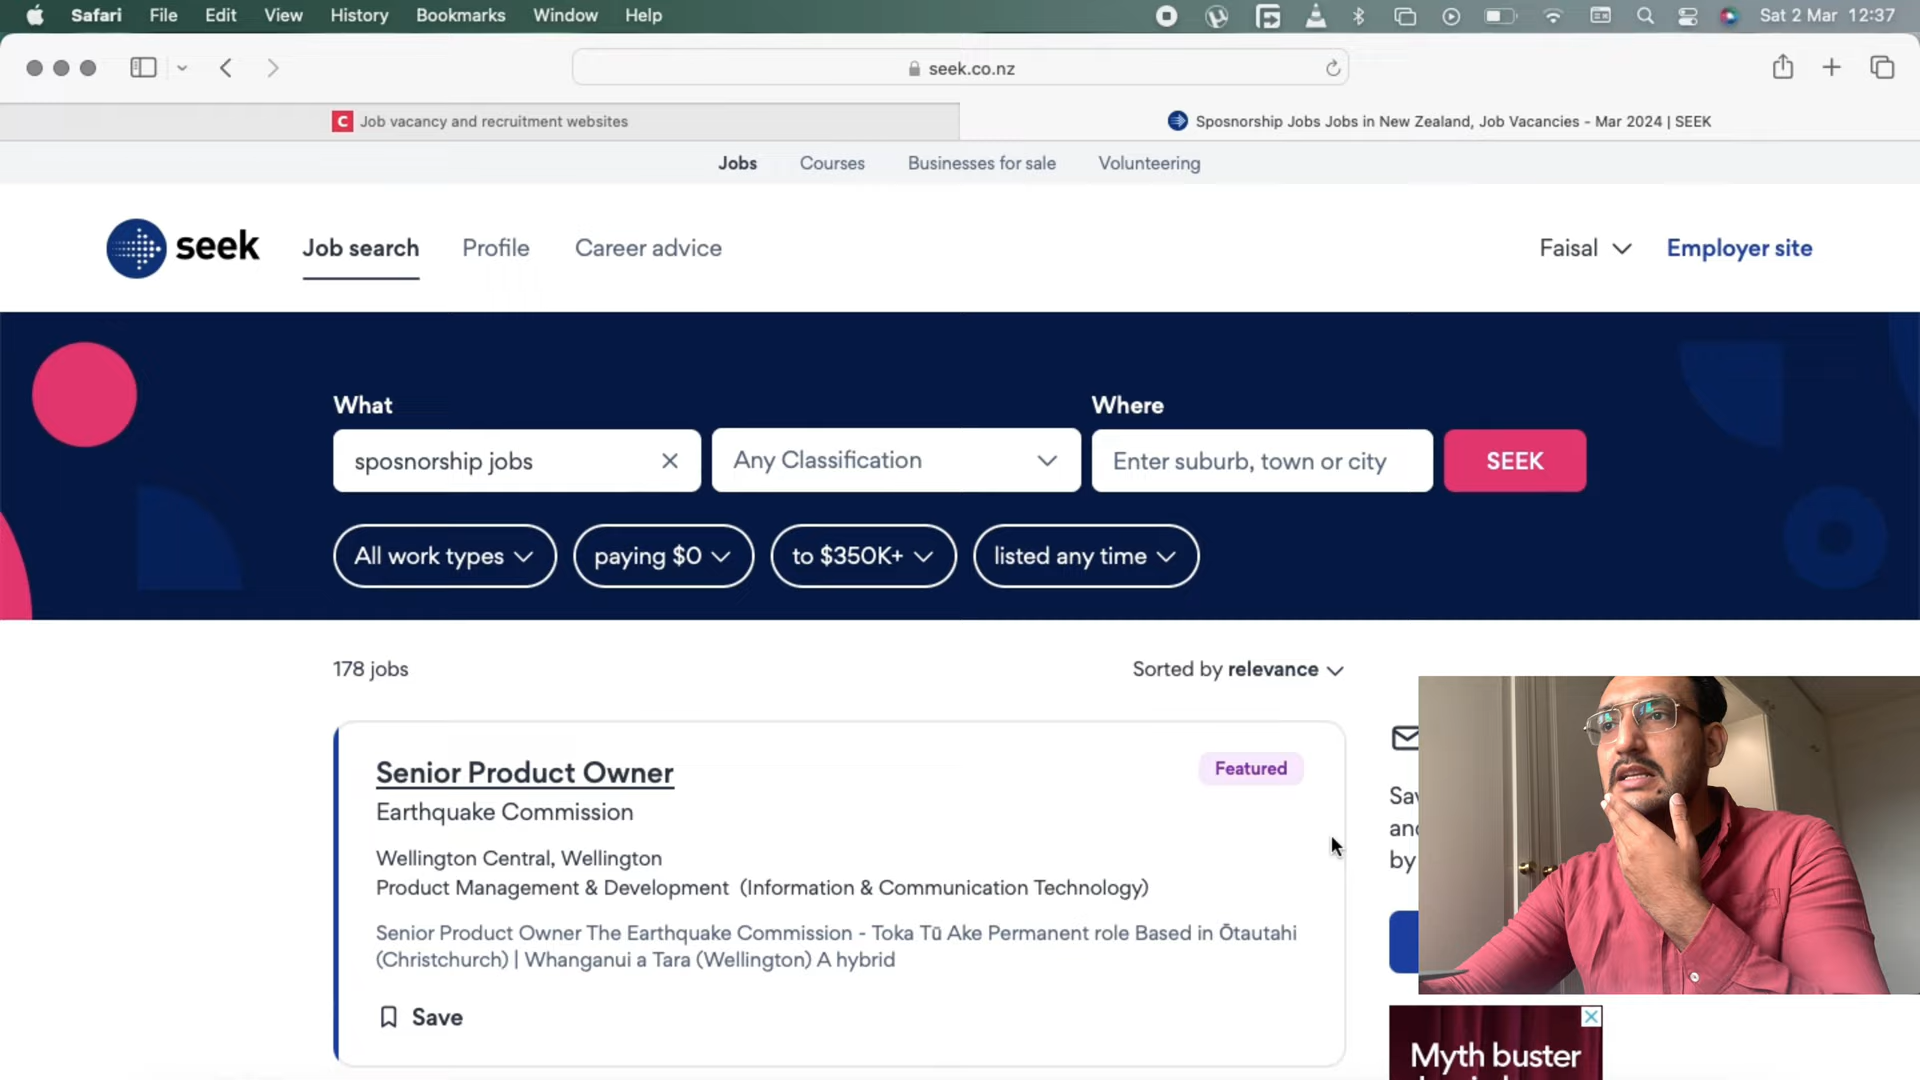 Safari File Edit View History Bookmarks Window Help Sat 2 Mar 12:37
seek.co.nz
C Job vacancy and recruitment websites
Sposnorship Jobs Jobs in New Zealand, Job Vacancies - Mar 2024 | SEEK
Jobs Courses Businesses for sale Volunteering
seek Job search Profile Career advice Faisal Employer site
What Where
sposnorship jobs Any Classification Enter suburb, town or city SEEK
All work types paying $0 to $350K+ listed any time
178 jobs Sorted by relevance
Senior Product Owner Featured
Earthquake Commission
Wellington Central, Wellington
Product Management & Development (Information & Communication Technology)
Senior Product Owner The Earthquake Commission - Toka Tū Ake Permanent role Based in Ōtautahi
(Christchurch) | Whanganui a Tara (Wellington) A hybrid
Save
by
Myth buster